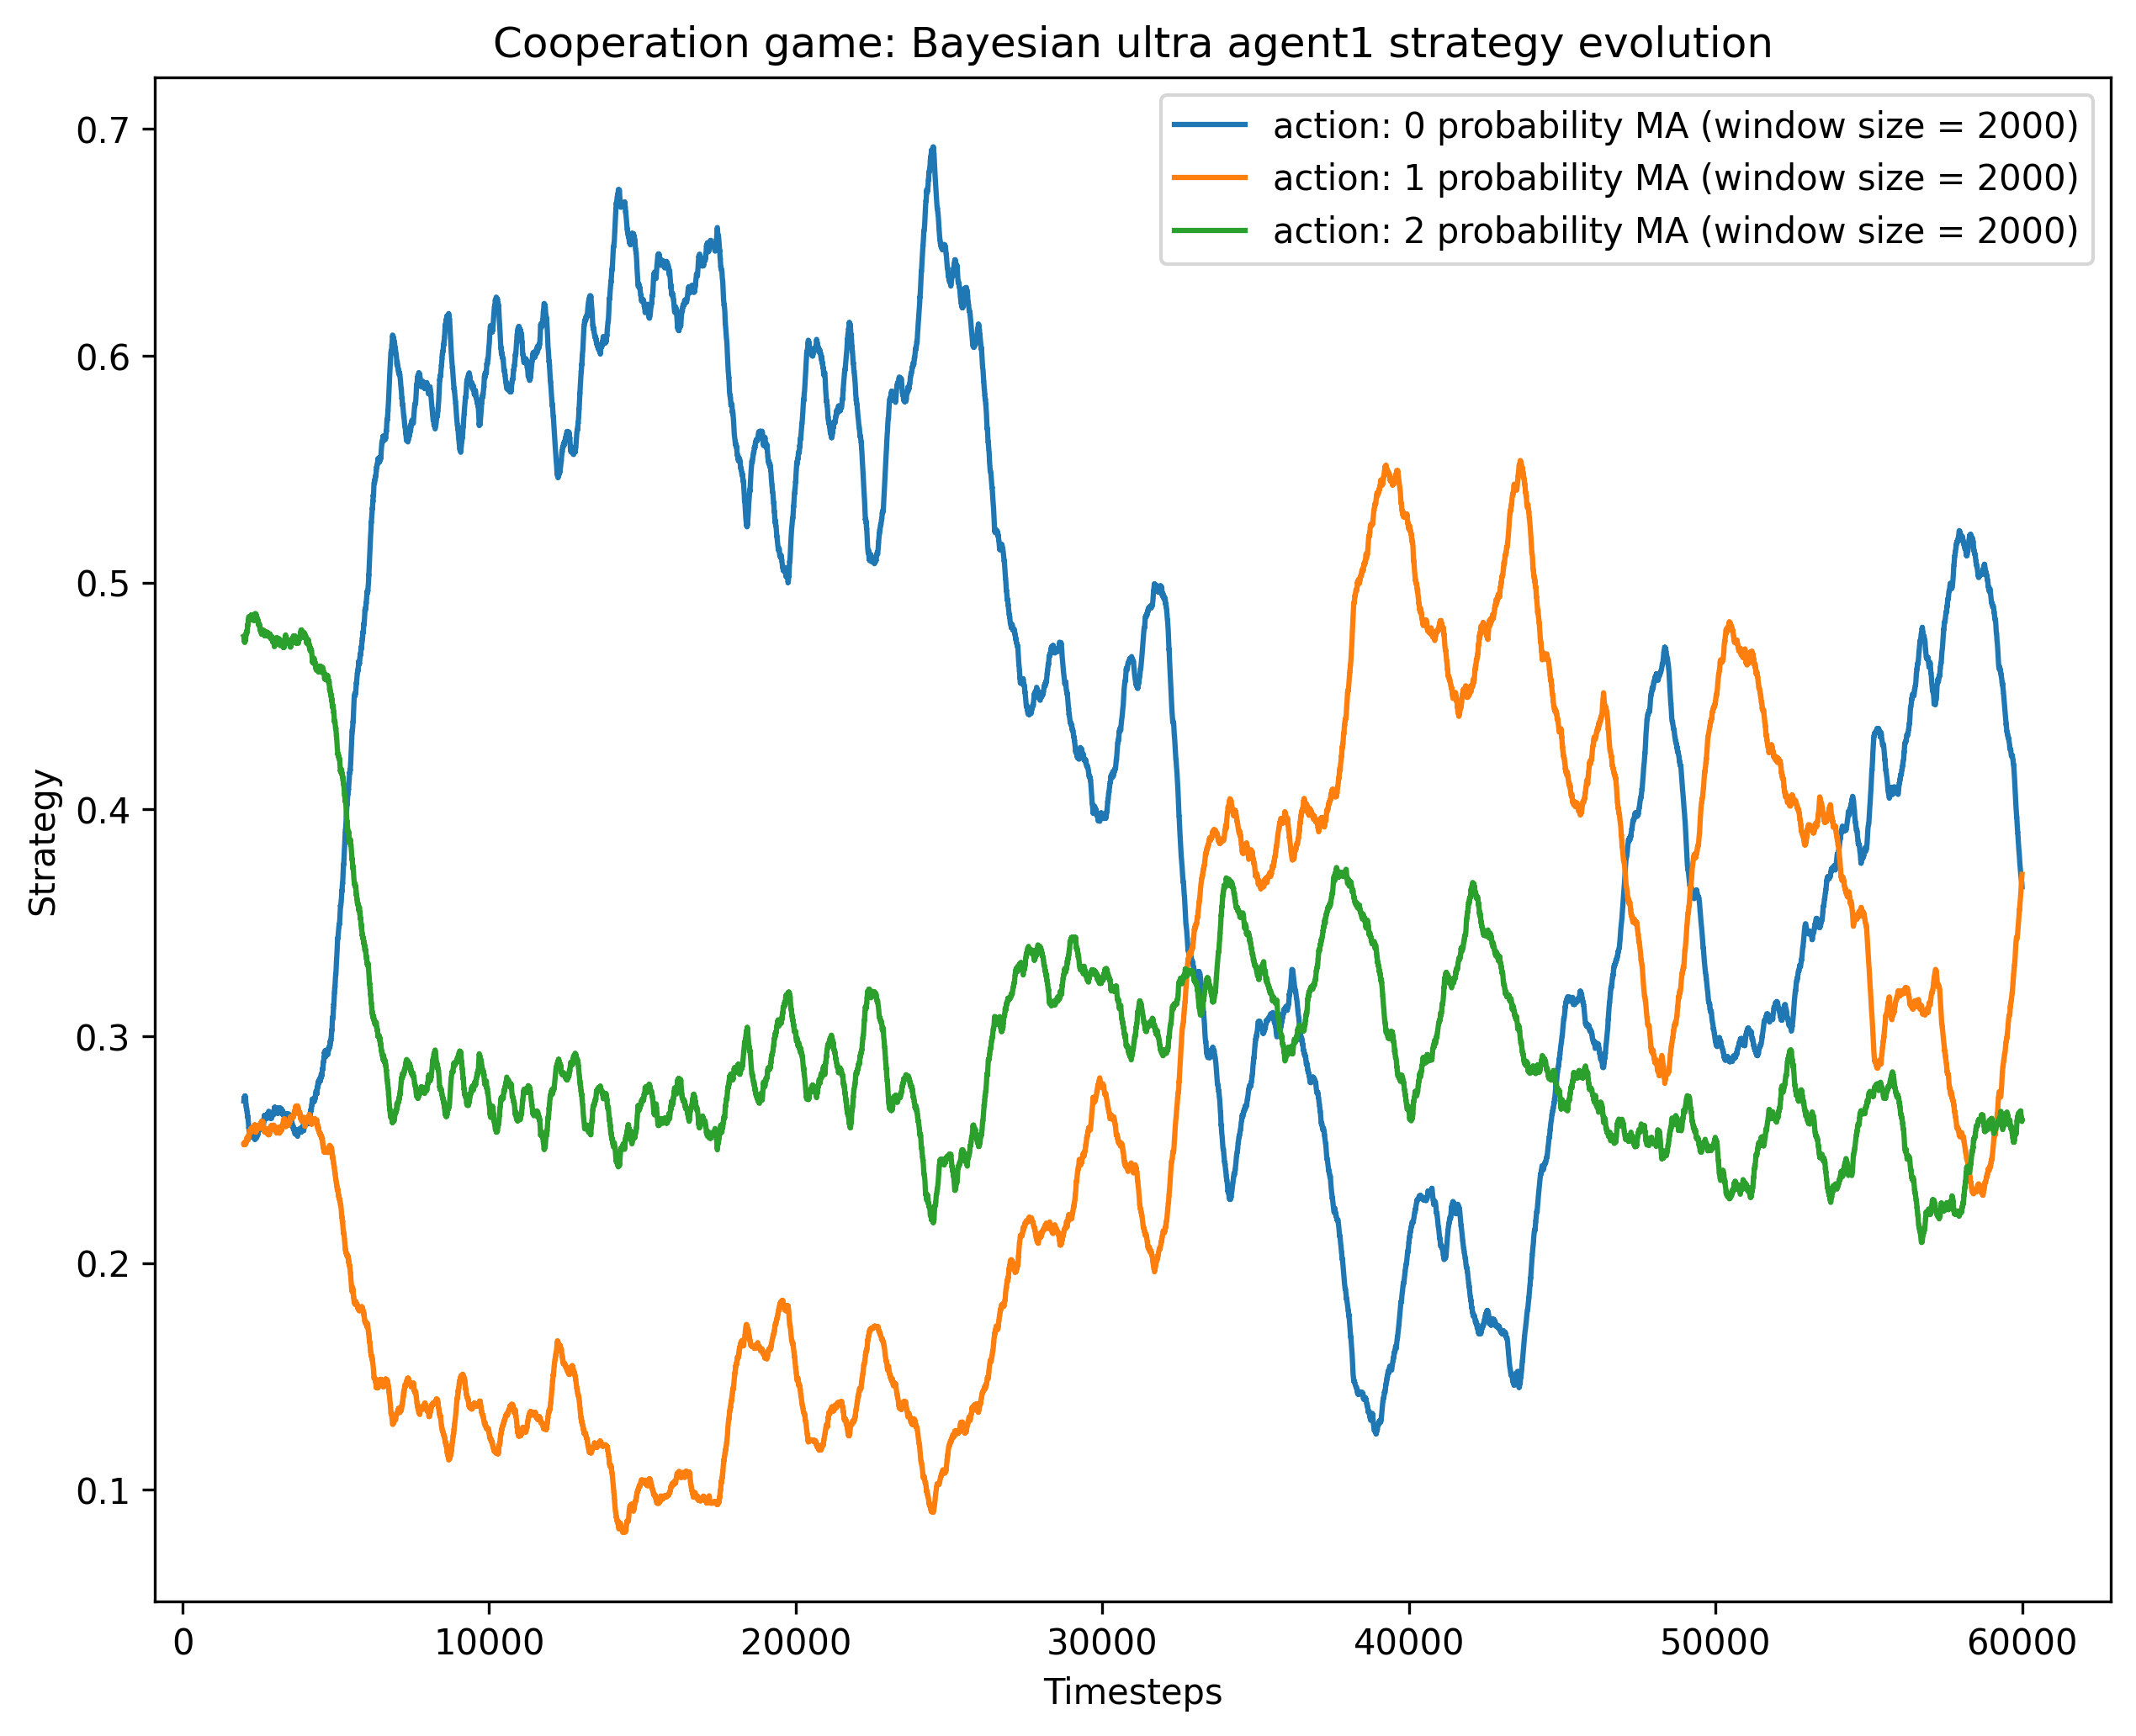 Cooperation game: Bayesian ultra agent1 strategy evolution
action: 0 probability MA (window size = 2000)
action: 1 probability MA (window size = 2000)
action: 2 probability MA (window size = 2000)
0.7
0.6
0.5
0.4
0.3
0.2
0.1
Strategy
0 10000 20000 30000 40000 50000 60000
Timesteps